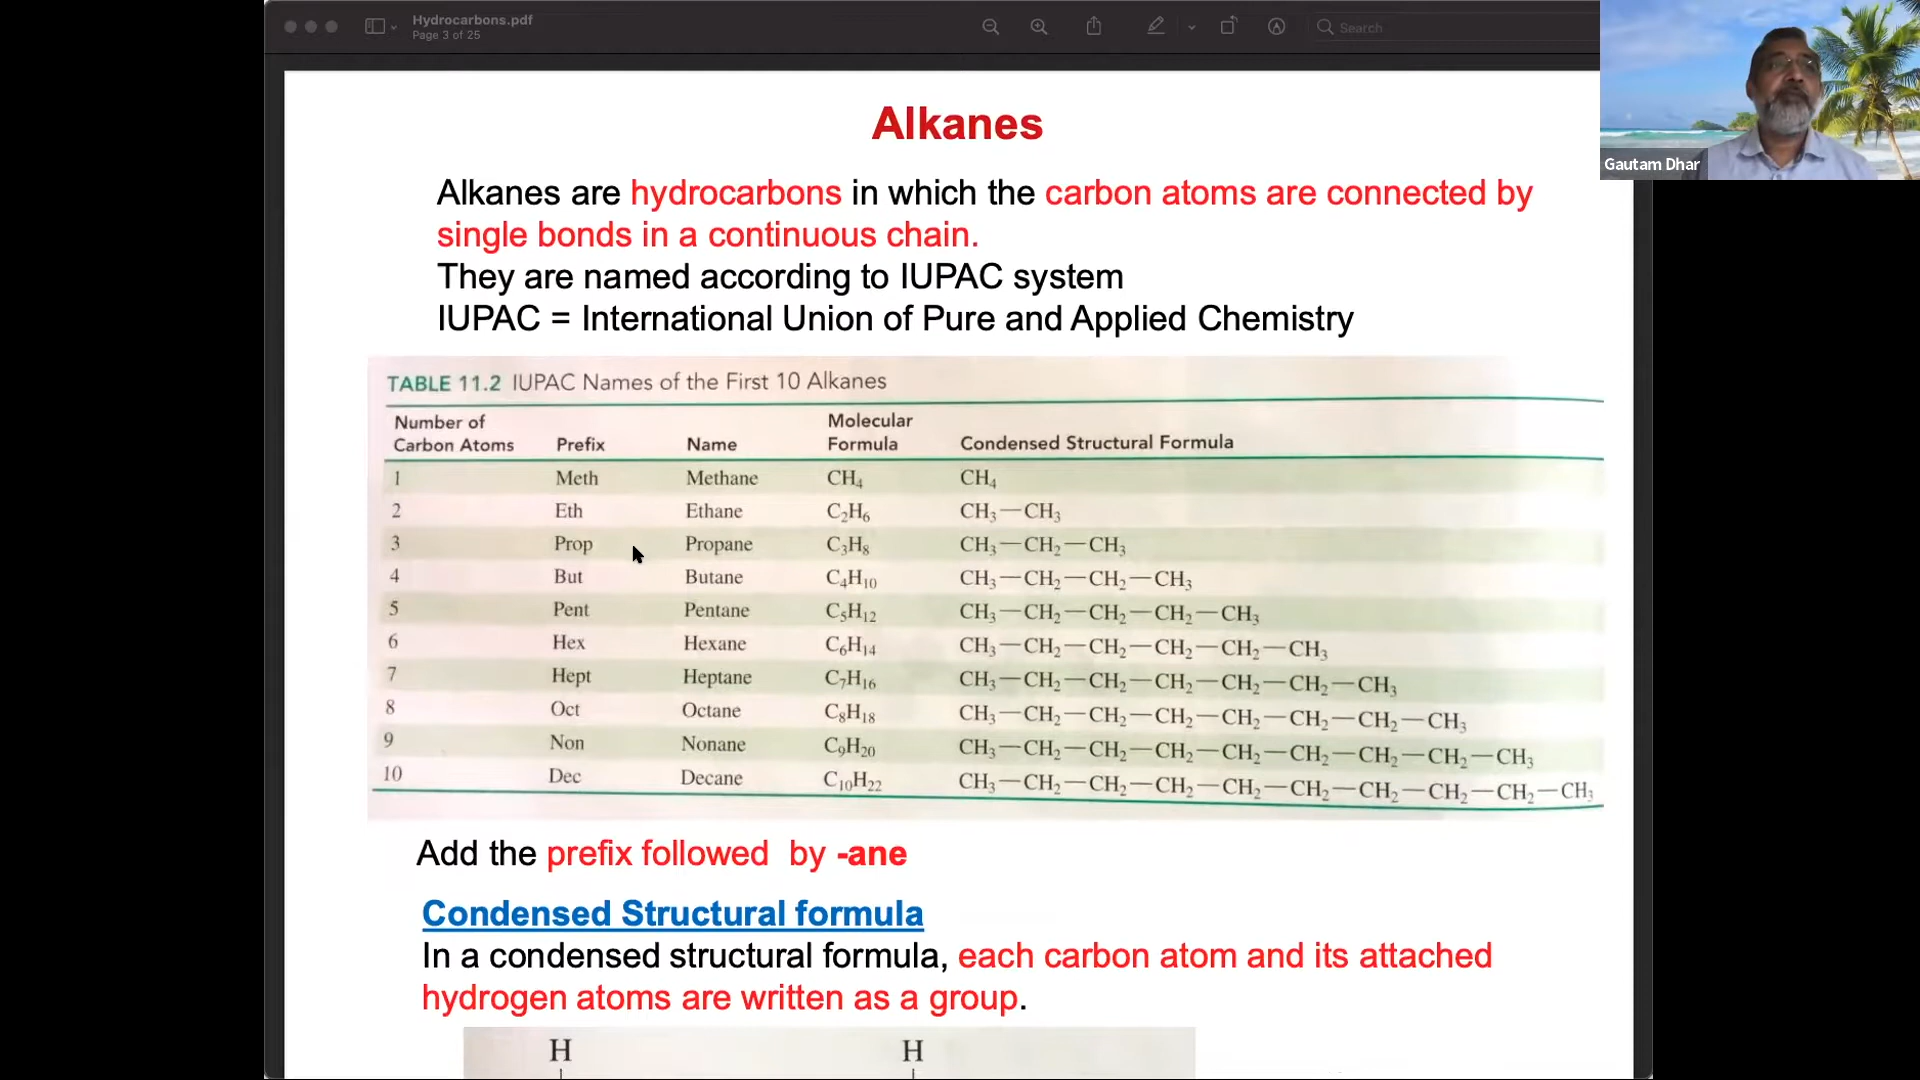 Hydrocarbons.pdf
Page 3 of 25
Search
Gautam Dhar
Alkanes
Alkanes are hydrocarbons in which the carbon atoms are connected by
single bonds in a continuous chain.
They are named according to IUPAC system
IUPAC = International Union of Pure and Applied Chemistry
TABLE 11.2 IUPAC Names of the First 10 Alkanes
Number of Carbon Atoms Prefix Name Molecular Formula Condensed Structural Formula
1 Meth Methane CH₄ CH₄
2 Eth Ethane C₂H₆ CH₃—CH₃
3 Prop Propane C₃H₈ CH₃—CH₂—CH₃
4 But Butane C₄H₁₀ CH₃—CH₂—CH₂—CH₃
5 Pent Pentane C₅H₁₂ CH₃—CH₂—CH₂—CH₂—CH₃
6 Hex Hexane C₆H₁₄ CH₃—CH₂—CH₂—CH₂—CH₂—CH₃
7 Hept Heptane C₇H₁₆ CH₃—CH₂—CH₂—CH₂—CH₂—CH₂—CH₃
8 Oct Octane C₈H₁₈ CH₃—CH₂—CH₂—CH₂—CH₂—CH₂—CH₂—CH₃
9 Non Nonane C₉H₂₀ CH₃—CH₂—CH₂—CH₂—CH₂—CH₂—CH₂—CH₂—CH₃
10 Dec Decane C₁₀H₂₂ CH₃—CH₂—CH₂—CH₂—CH₂—CH₂—CH₂—CH₂—CH₂—CH₃
Add the prefix followed by -ane
Condensed Structural formula
In a condensed structural formula, each carbon atom and its attached
hydrogen atoms are written as a group.
H H